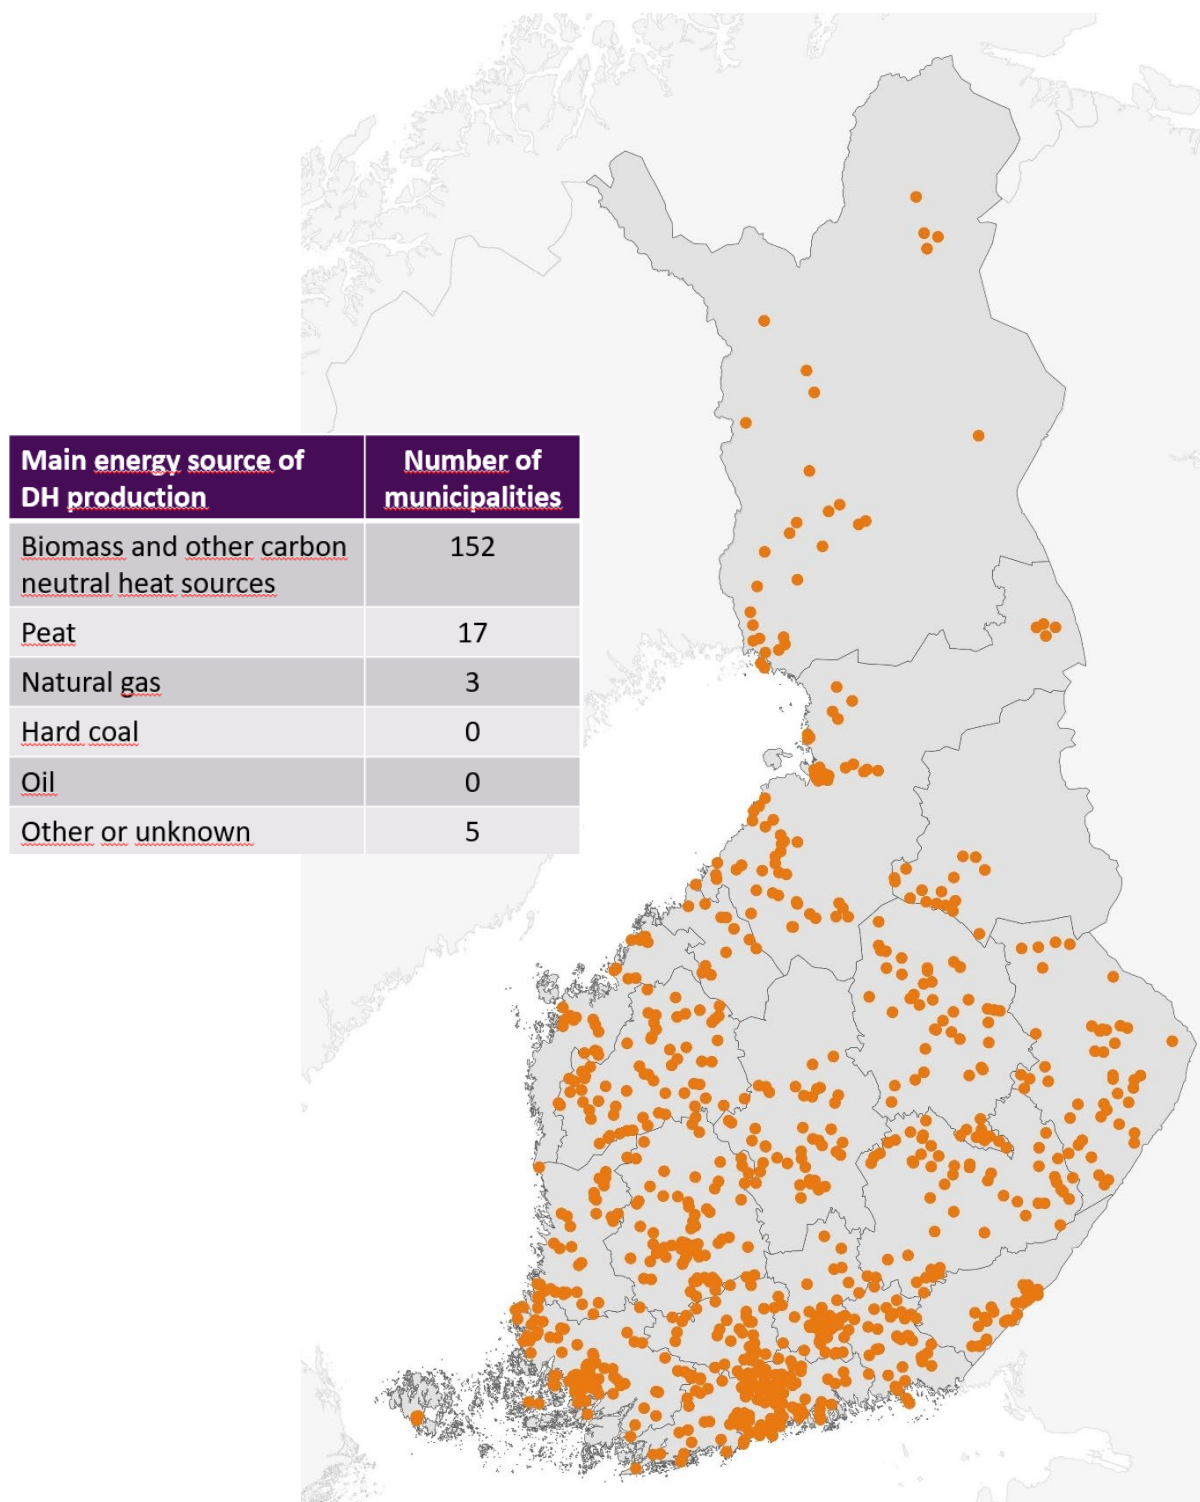 Main energy source of Number of
DH production municipalities
Biomass and other carbon 152
neutral heat sources
Peat 17
Natural gas 3
Hard coal 0
Oil 0
Other or unknown 5